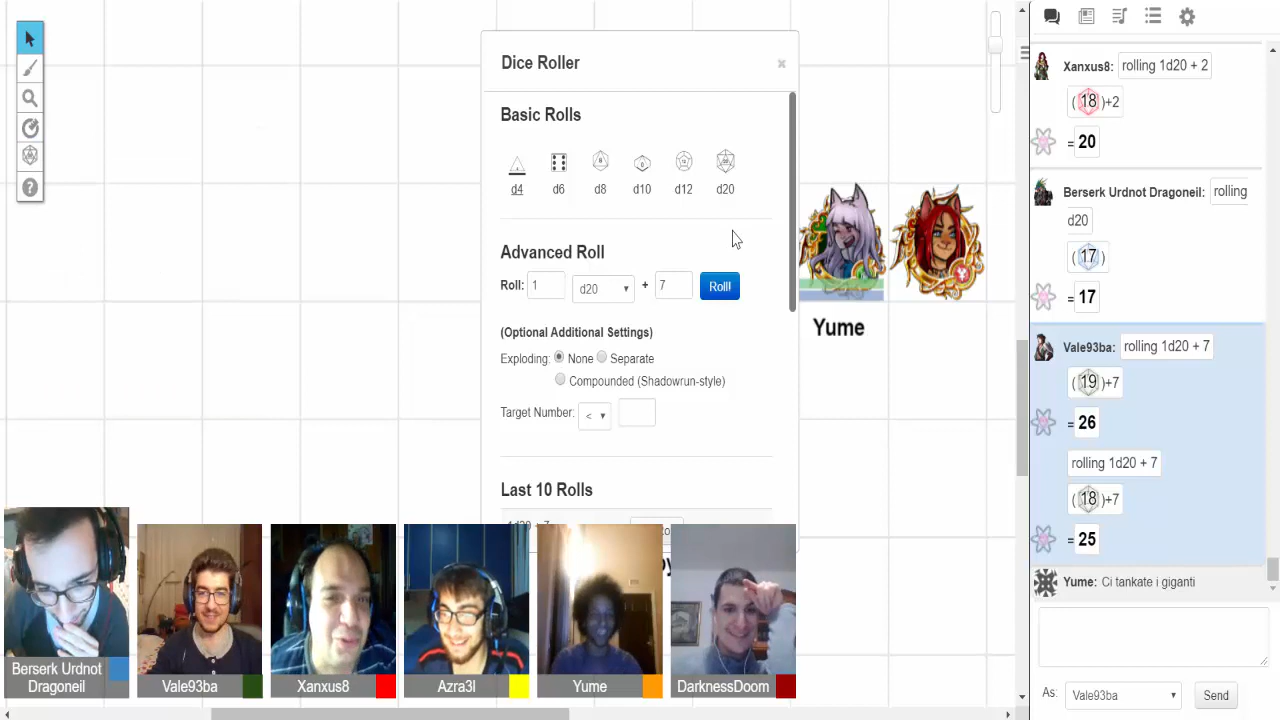 Dice Roller
×
Basic Rolls
d4 d6 d8 d10 d12 d20
Advanced Roll
Roll: 1 d20 + 7 Roll!
(Optional Additional Settings)
Exploding: None Separate
Compounded (Shadowrun-style)
Target Number: <
Last 10 Rolls
1d20 + 7
Yume
Berserk Urdnot
Dragoneil
Vale93ba
Xanxus8
Azra3l
Yume
DarknessDoom
Xanxus8: rolling 1d20 + 2
(18)+2
= 20
Berserk Urdnot Dragoneil: rolling
d20
(17)
= 17
Vale93ba: rolling 1d20 + 7
(19)+7
= 26
rolling 1d20 + 7
(18)+7
= 25
Yume: Ci tankate i giganti
As: Vale93ba Send